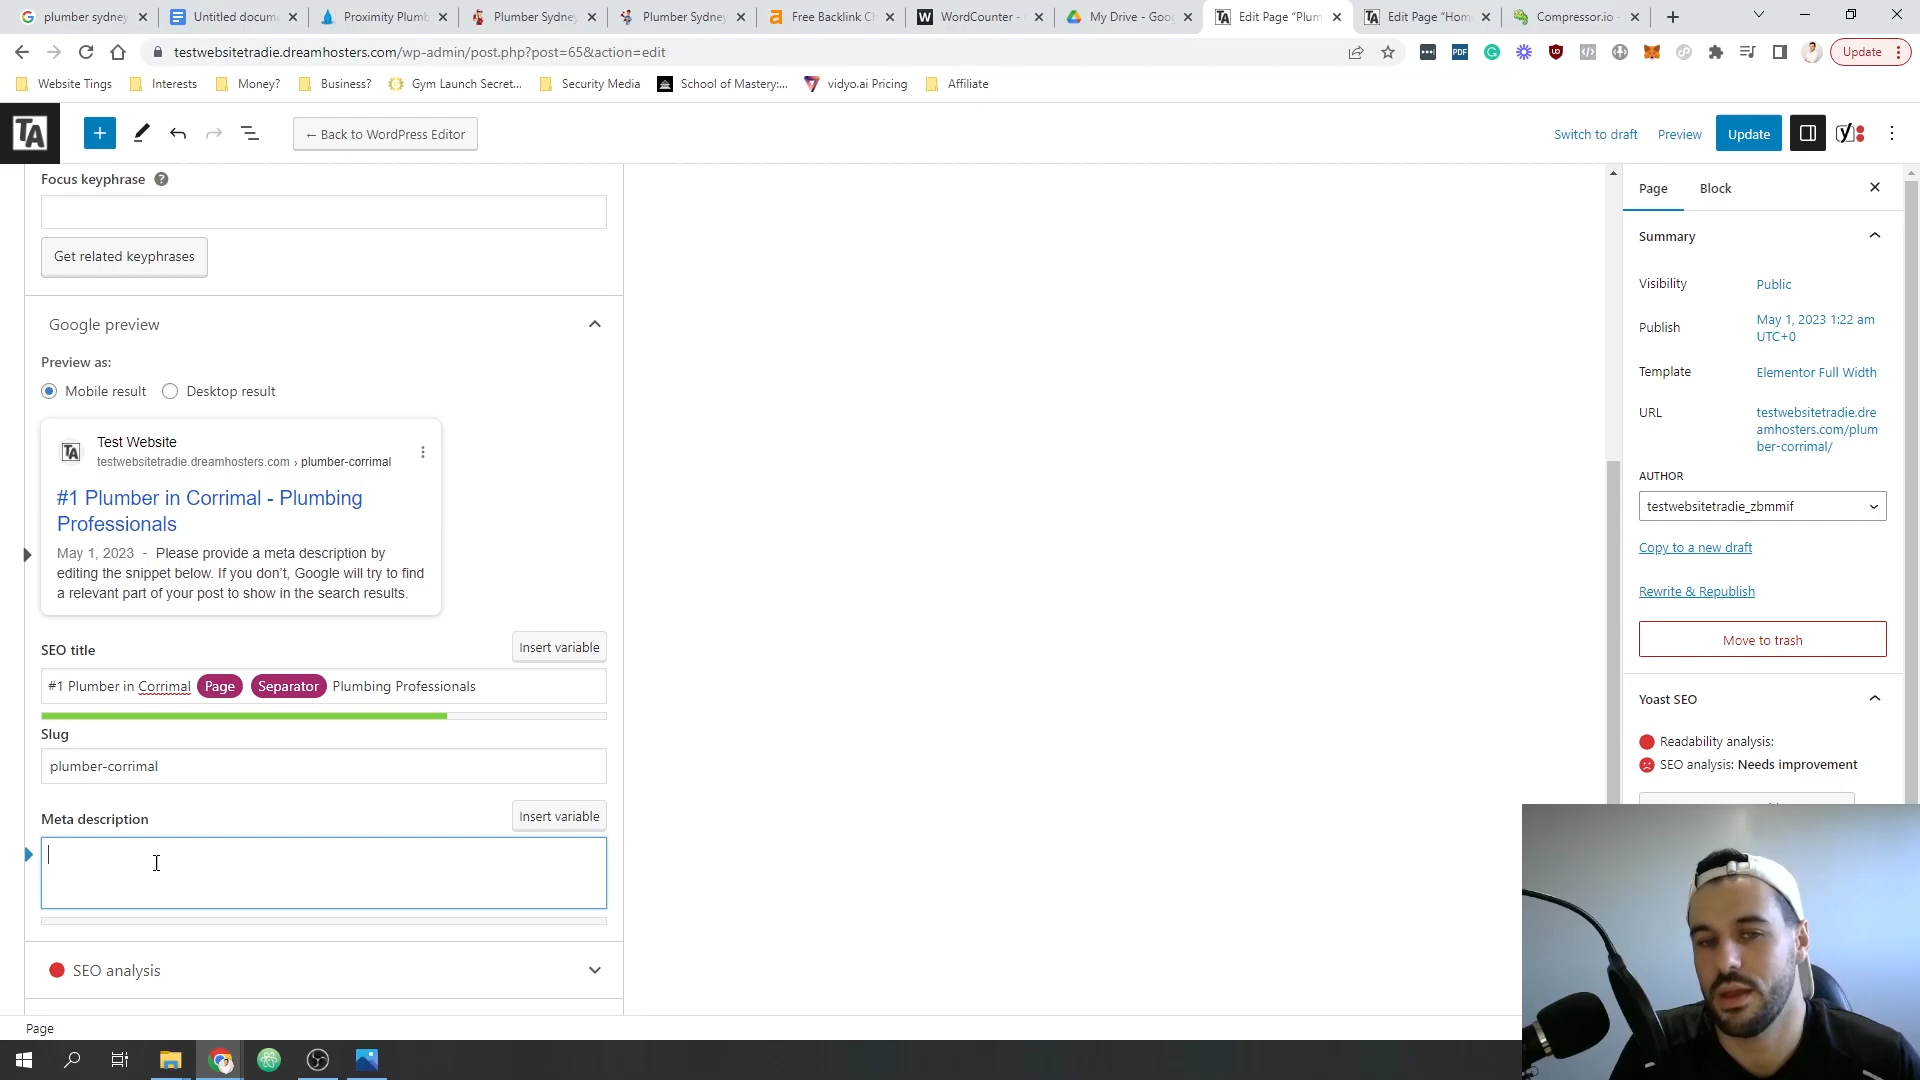 plumber sydney
Untitled docum
Proximity Plumb
Plumber Sydney
Plumber Sydney
Free Backlink Ch
WordCounter -
My Drive - Goo
Edit Page "Plum
Edit Page "Hom
Compressor.io -
testwebsitetradie.dreamhosters.com/wp-admin/post.php?post=65&action=edit
PDF
Update
Website Tings
Interests
Money?
Business?
Gym Launch Secret...
Security Media
School of Mastery:...
vidyo.ai Pricing
Affiliate
TA
← Back to WordPress Editor
Switch to draft
Preview
Update
Focus keyphrase
Get related keyphrases
Google preview
Preview as:
Mobile result
Desktop result
TA
Test Website
testwebsitetradie.dreamhosters.com › plumber-corrimal
#1 Plumber in Corrimal - Plumbing
Professionals
May 1, 2023 - Please provide a meta description by
editing the snippet below. If you don't, Google will try to find
a relevant part of your post to show in the search results.
SEO title
Insert variable
#1 Plumber in Corrimal Page Separator Plumbing Professionals
Slug
plumber-corrimal
Meta description
Insert variable
SEO analysis
Page
Page
Block
Summary
Visibility
Public
Publish
May 1, 2023 1:22 am
UTC+0
Template
Elementor Full Width
URL
testwebsitetradie.dre
amhosters.com/plum
ber-corrimal/
AUTHOR
testwebsitetradie_zbmmif
Copy to a new draft
Rewrite & Republish
Move to trash
Yoast SEO
Readability analysis:
SEO analysis: Needs improvement